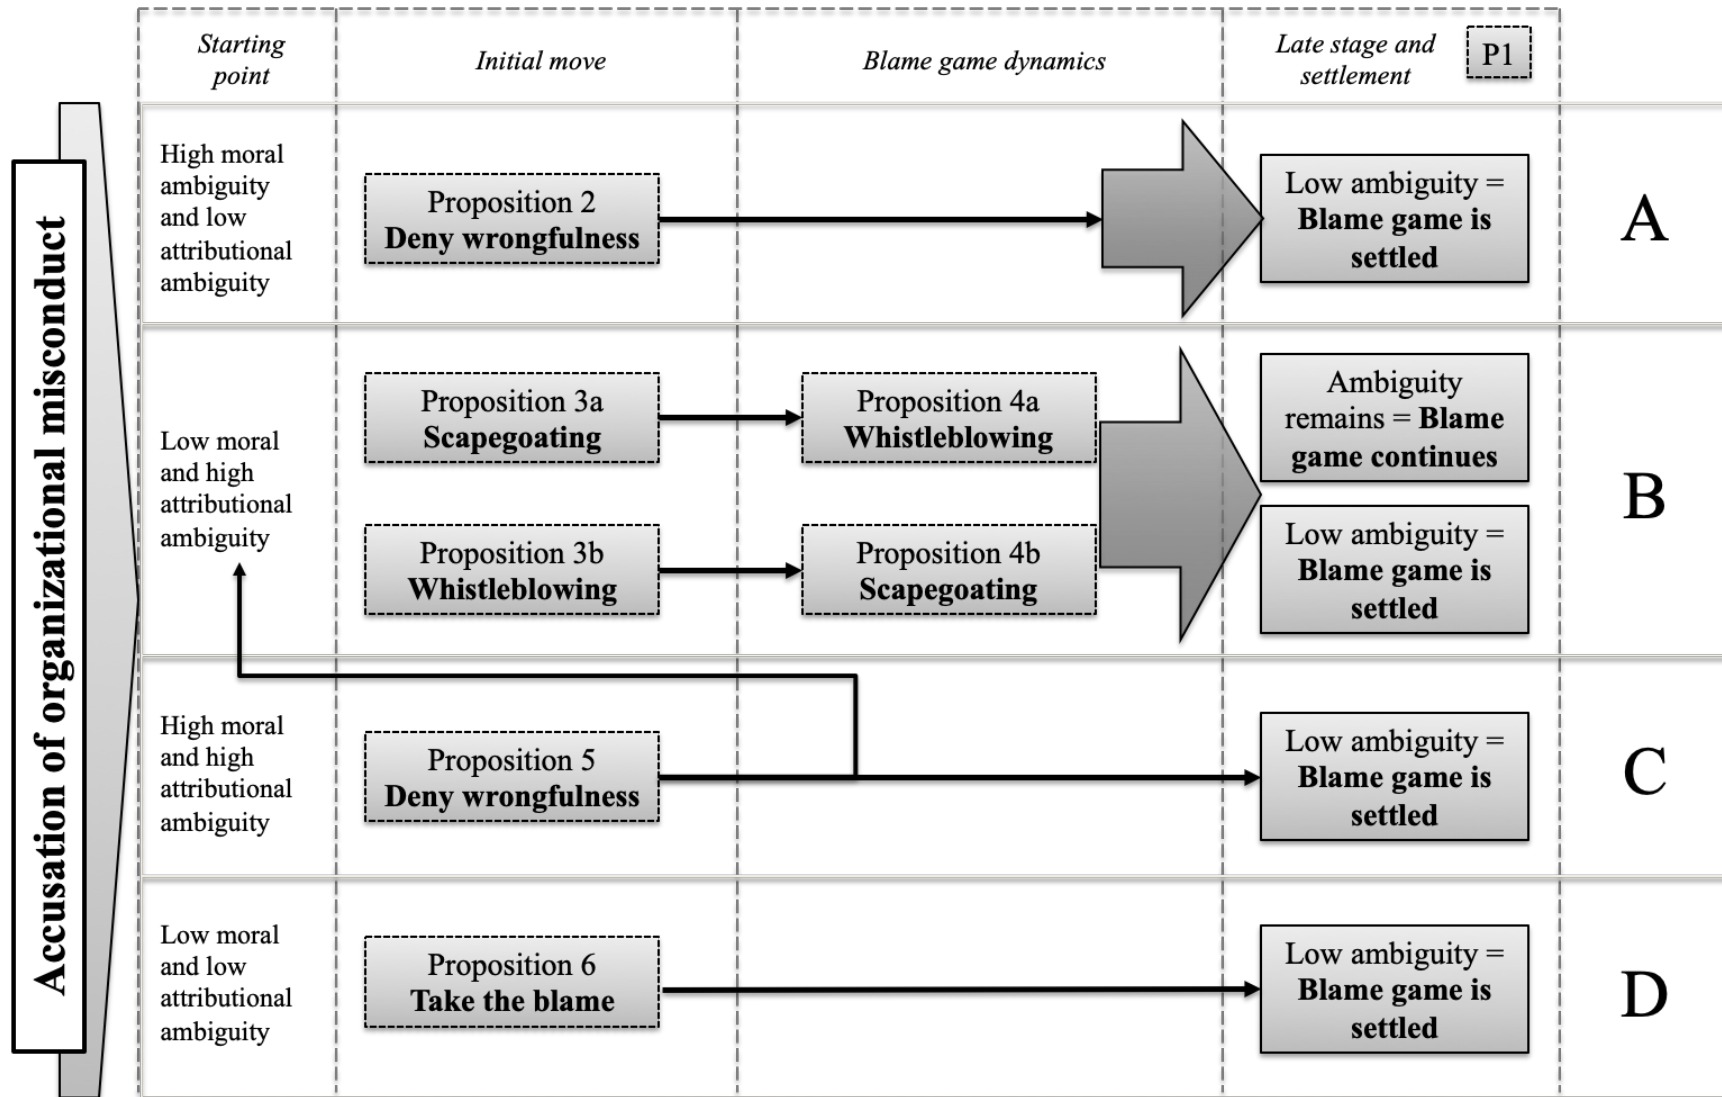 Starting
point
Initial move
Blame game dynamics
Late stage and
settlement
P1
Accusation of organizational misconduct
High moral
ambiguity
and low
attributional
ambiguity
Proposition 2
Deny wrongfulness
Low ambiguity =
Blame game is
settled
A
Low moral
and high
attributional
ambiguity
Proposition 3a
Scapegoating
Proposition 4a
Whistleblowing
Proposition 3b
Whistleblowing
Proposition 4b
Scapegoating
Ambiguity
remains = Blame
game continues
Low ambiguity =
Blame game is
settled
B
High moral
and high
attributional
ambiguity
Proposition 5
Deny wrongfulness
Low ambiguity =
Blame game is
settled
C
Low moral
and low
attributional
ambiguity
Proposition 6
Take the blame
Low ambiguity =
Blame game is
settled
D